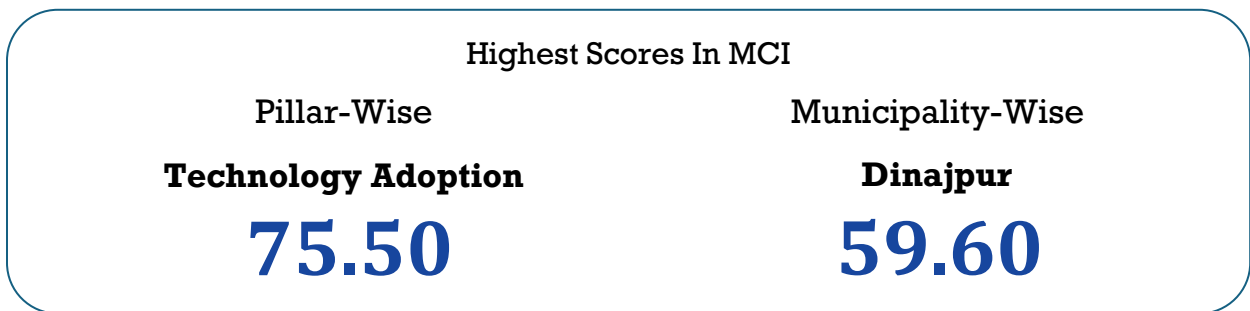 Highest Scores In MCI
Pillar-Wise
Municipality-Wise
Technology Adoption
Dinajpur
75.50
59.60